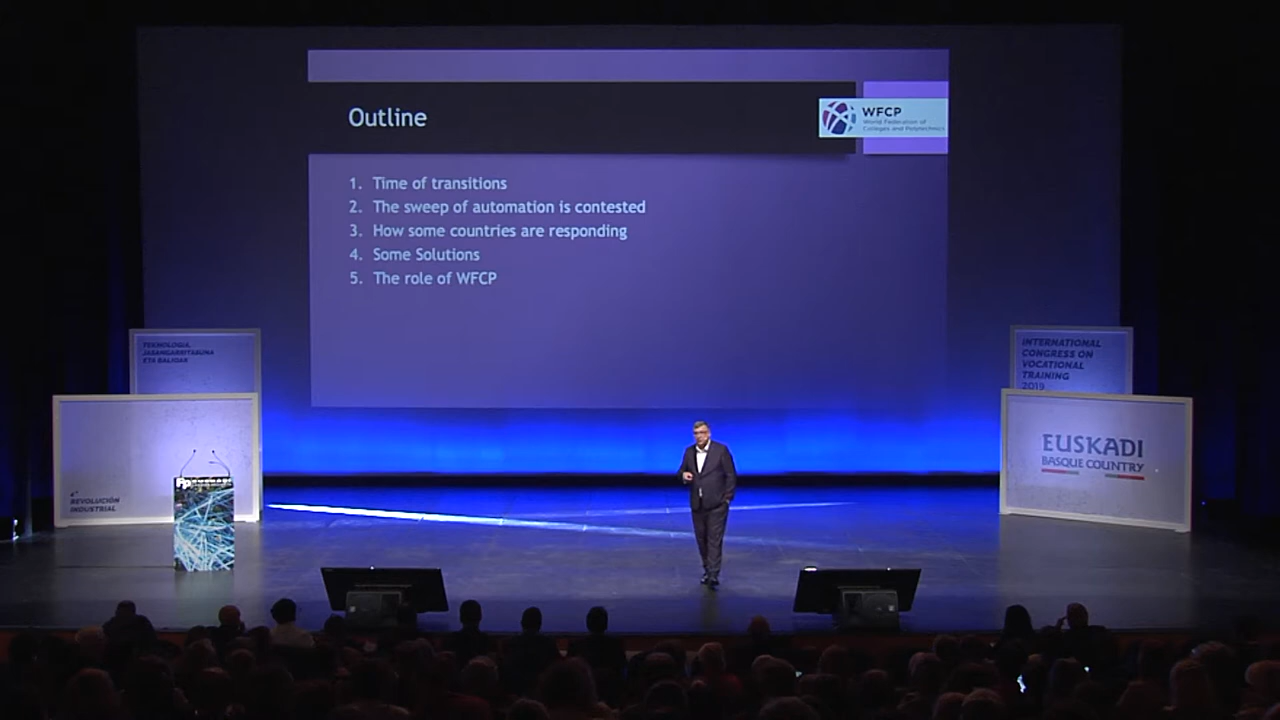 Outline
WFCP
World Federation of
Colleges and Polytechnics
1. Time of transitions
2. The sweep of automation is contested
3. How some countries are responding
4. Some Solutions
5. The role of WFCP
TEKNOLOGIA,
JASANGARRITASUNA
ETA BALIOAK
4ª
REVOLUCIÓN
INDUSTRIAL
Fp EUSKADI
INTERNATIONAL
CONGRESS ON
VOCATIONAL
TRAINING
2019.
EUSKADI
BASQUE COUNTRY